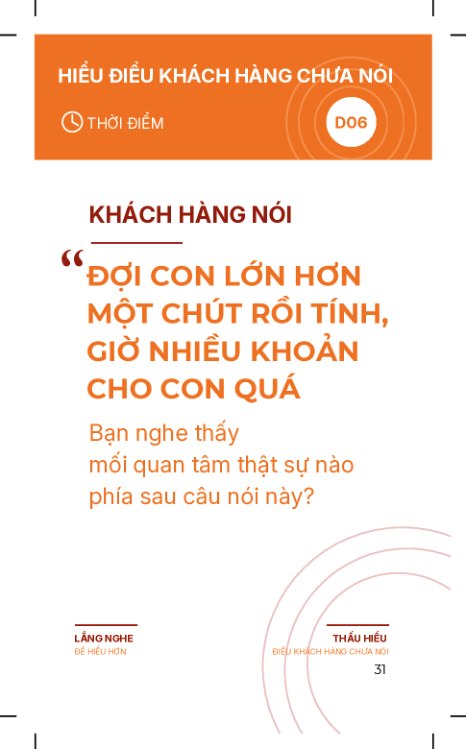 HIỂU ĐIỀU KHÁCH HÀNG CHƯA NÓI
THỜI ĐIỂM
D06
KHÁCH HÀNG NÓI
“
ĐỢI CON LỚN HƠN
MỘT CHÚT RỒI TÍNH,
GIỜ NHIỀU KHOẢN
CHO CON QUÁ
Bạn nghe thấy
mối quan tâm thật sự nào
phía sau câu nói này?
LẮNG NGHE
ĐỂ HIỂU HƠN
THẤU HIỂU
ĐIỀU KHÁCH HÀNG CHƯA NÓI
31